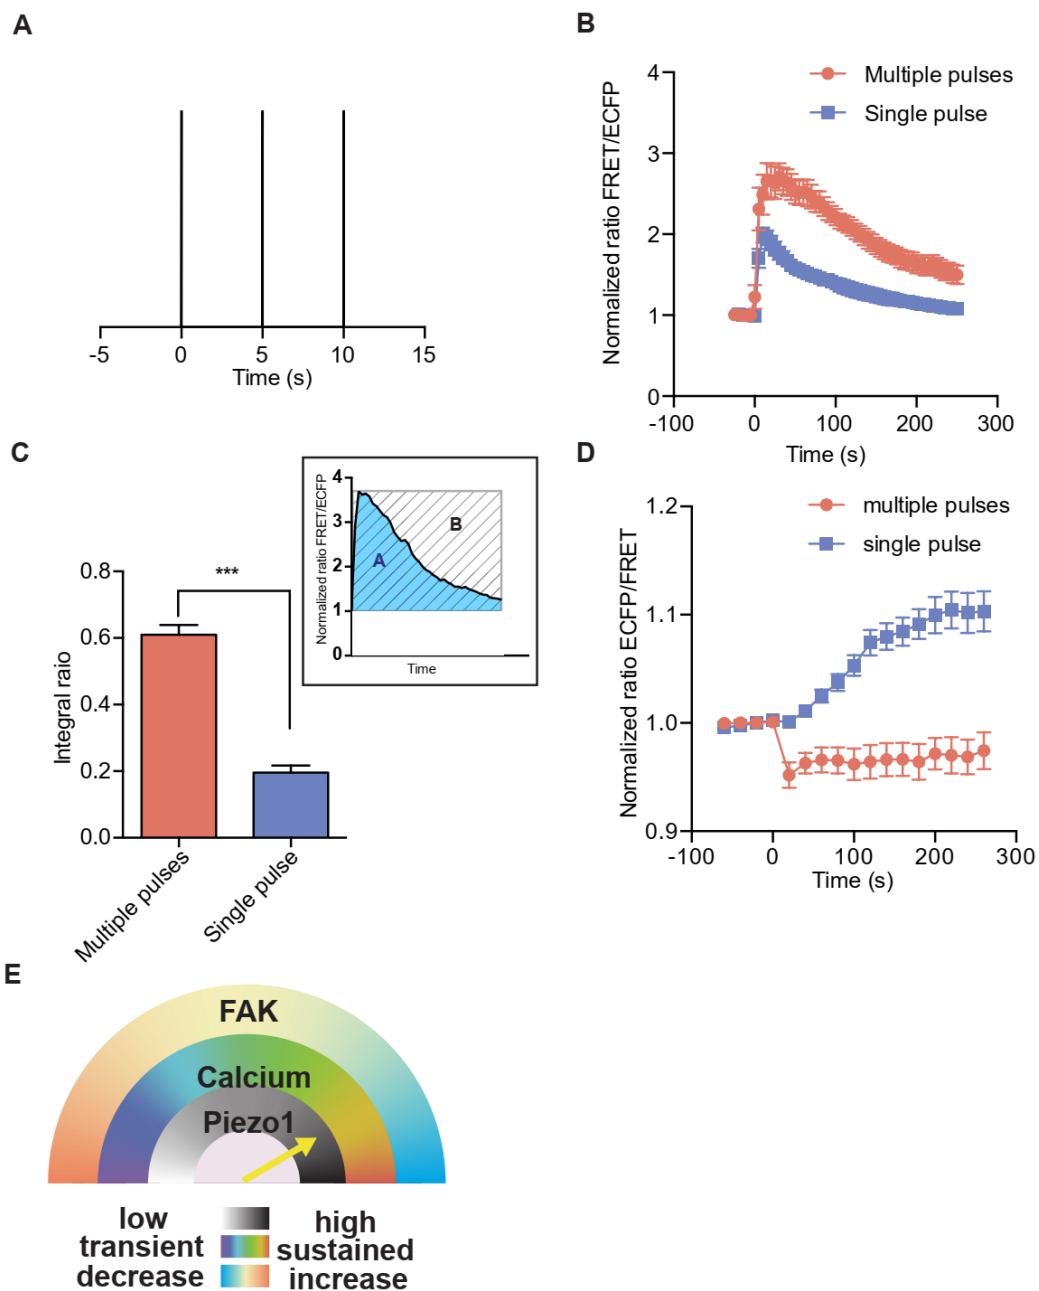 A
-5
0
5
10
15
Time (s)
B
Multiple pulses
Single pulse
Normalized ratio FRET/ECFP
4
3
2
1
0
-100
0
100
200
300
Time (s)
C
Integral raio
0.8
0.6
0.4
0.2
0.0
***
Multiple pulses
Single pulse
Normalized ratio FRET/ECFP
4
3
2
1
0
A
B
Time
D
multiple pulses
single pulse
Normalized ratio ECFP/FRET
1.2
1.1
1.0
0.9
-100
0
100
200
300
Time (s)
E
FAK
Calcium
Piezo1
low high
transient sustained
decrease increase